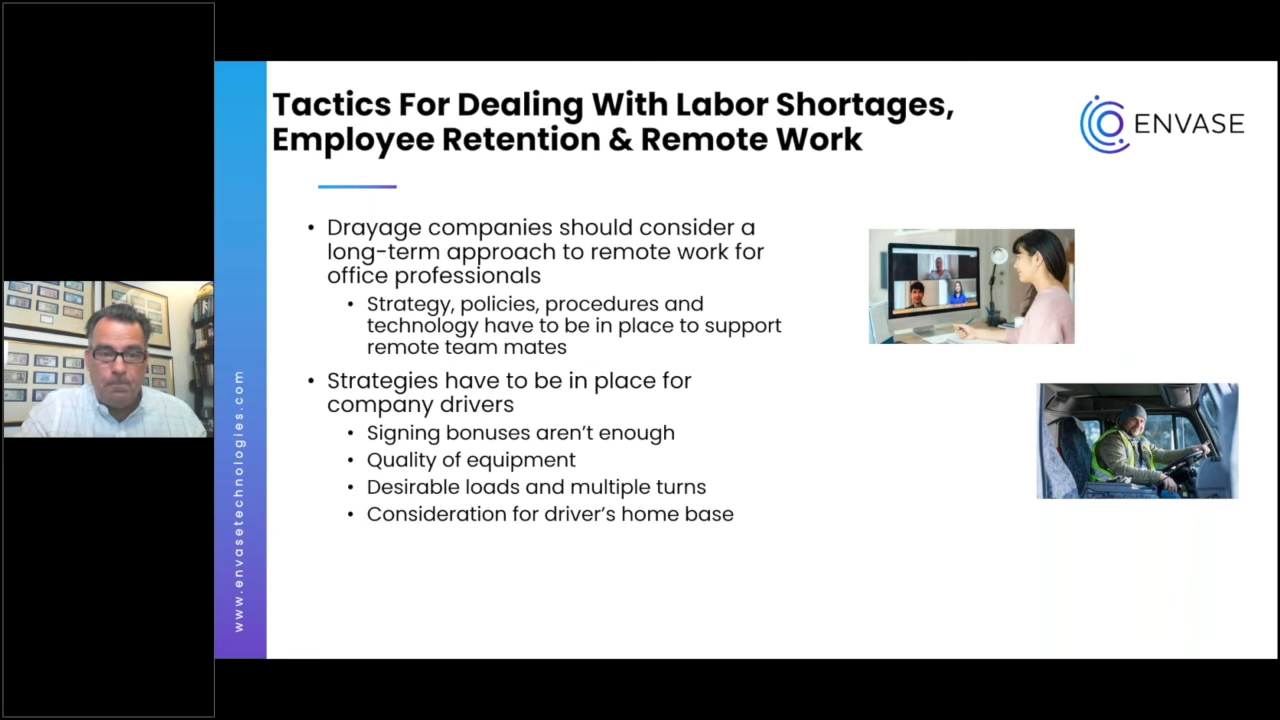 Tactics For Dealing With Labor Shortages,
Employee Retention & Remote Work
ENVASE
• Drayage companies should consider a
long-term approach to remote work for
office professionals
• Strategy, policies, procedures and
technology have to be in place to support
remote team mates
• Strategies have to be in place for
company drivers
• Signing bonuses aren’t enough
• Quality of equipment
• Desirable loads and multiple turns
• Consideration for driver’s home base
www.envasetechnologies.com